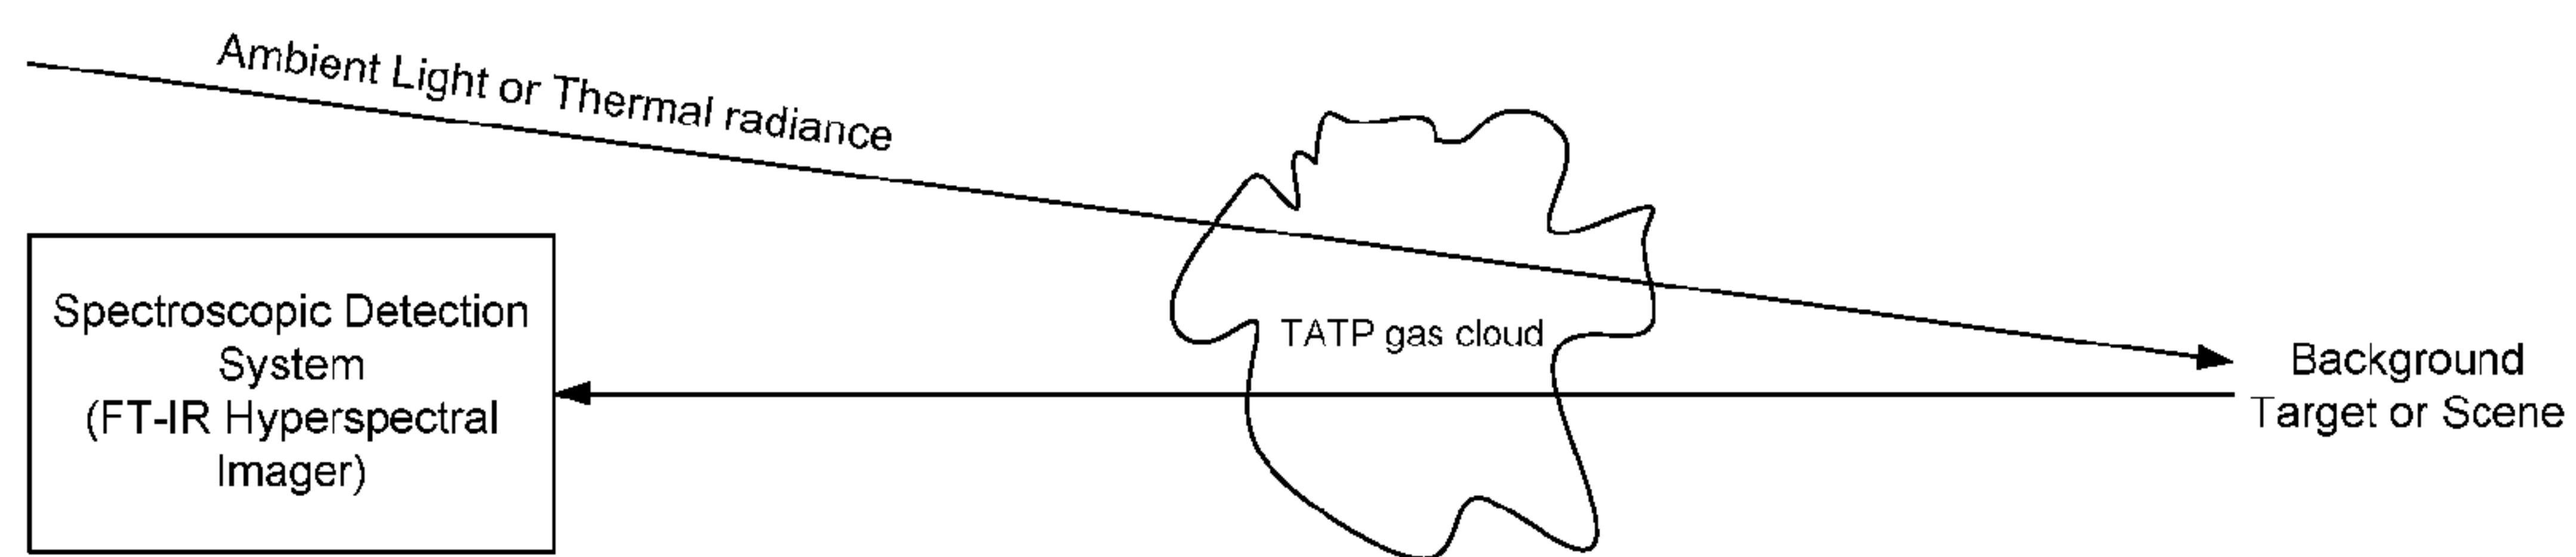 Ambient Light or Thermal radiance
Spectroscopic Detection
System
(FT-IR Hyperspectral
Imager)
TATP gas cloud
Background
Target or Scene